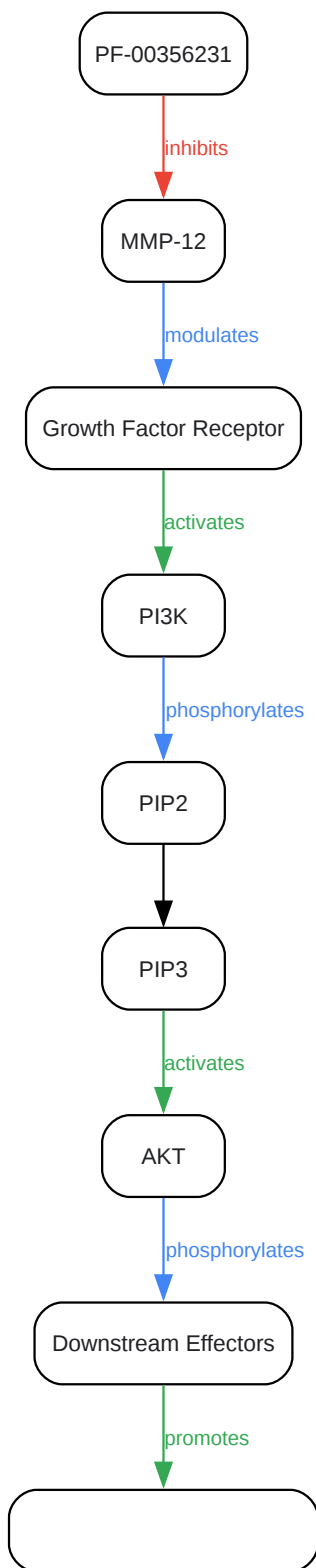 PF-00356231
inhibits
MMP-12
modulates
Growth Factor Receptor
activates
PI3K
phosphorylates
PIP2
PIP3
activates
AKT
phosphorylates
Downstream Effectors
promotes